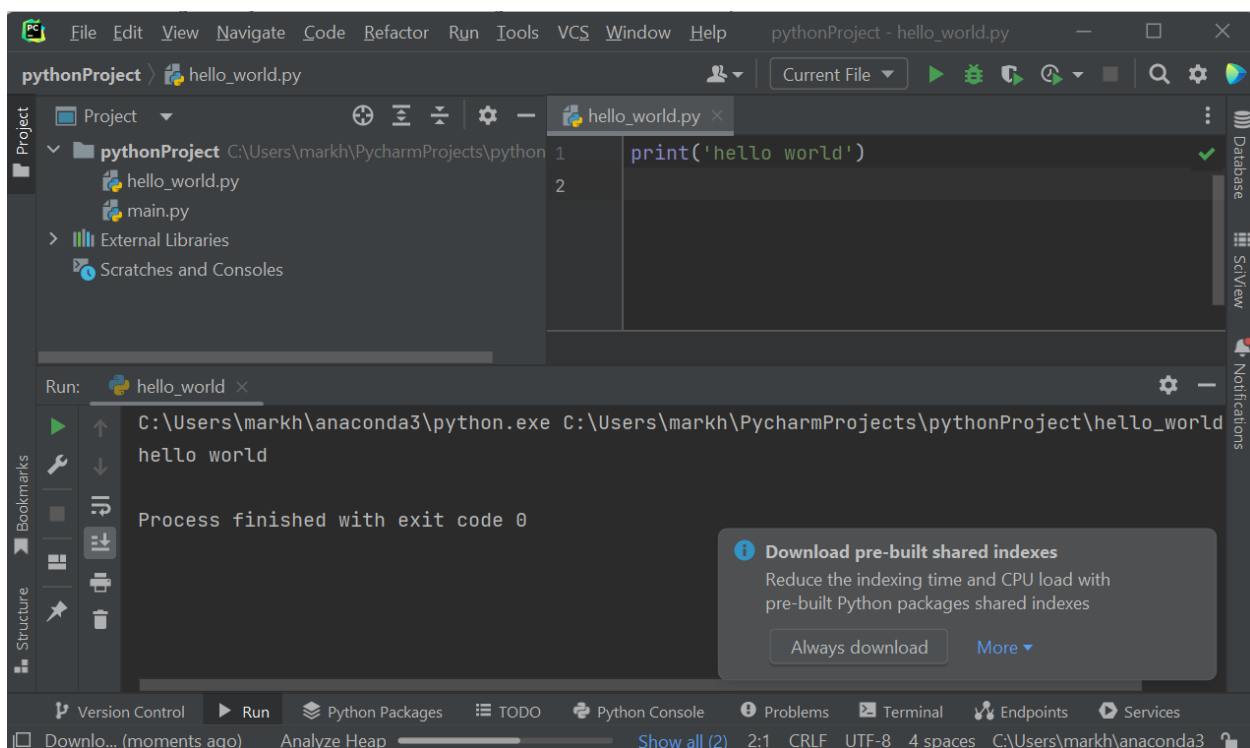 PC File Edit View Navigate Code Refactor Run Tools VCS Window Help pythonProject - hello_world.py
pythonProject hello_world.py Current File
Project
Project
hello_world.py
pythonProject C:\Users\markh\PycharmProjects\python
hello_world.py
main.py
External Libraries
Scratches and Consoles
1 print('hello world')
2
Database
SciView
Notifications
Run: hello_world
C:\Users\markh\anaconda3\python.exe C:\Users\markh\PycharmProjects\pythonProject\hello_world
hello world
Process finished with exit code 0
Bookmarks
Structure
Download pre-built shared indexes
Reduce the indexing time and CPU load with
pre-built Python packages shared indexes
Always download More
Version Control Run Python Packages TODO Python Console Problems Terminal Endpoints Services
Downlo... (moments ago) Analyze Heap Show all (2) 2:1 CRLF UTF-8 4 spaces C:\Users\markh\anaconda3